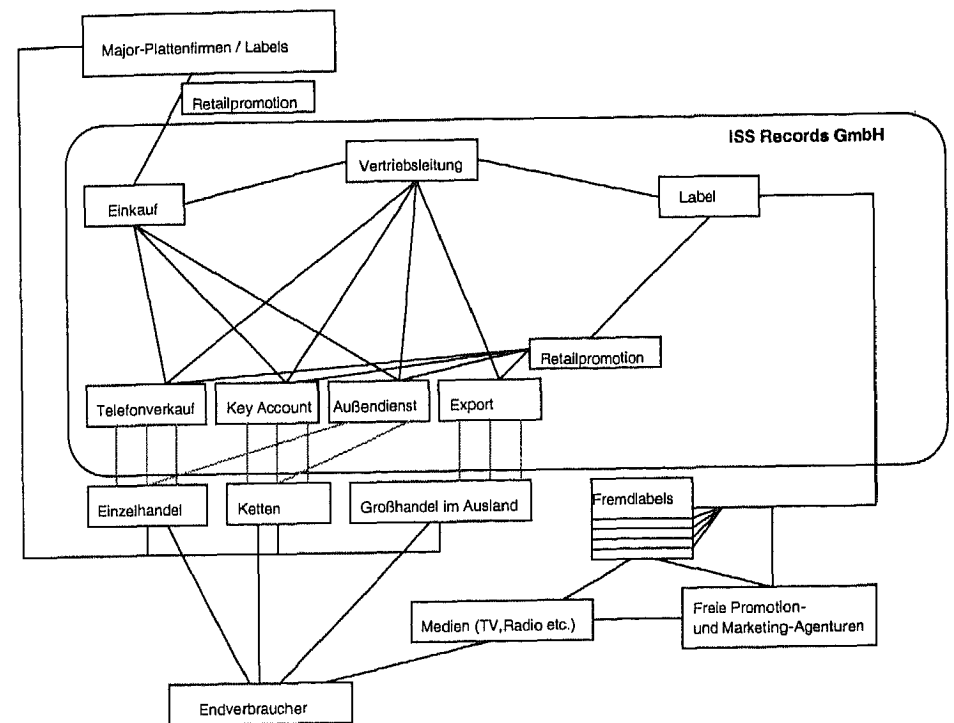 Major-Plattenfirmen / Labels
Retailpromotion
ISS Records GmbH
Vertriebsleitung
Einkauf
Label
Retailpromotion
Telefonverkauf
Key Account
Außendienst
Export
Einzelhandel
Ketten
Großhandel im Ausland
Fremdlabels
Medien (TV,Radio etc.)
Freie Promotion-
und Marketing-Agenturen
Endverbraucher